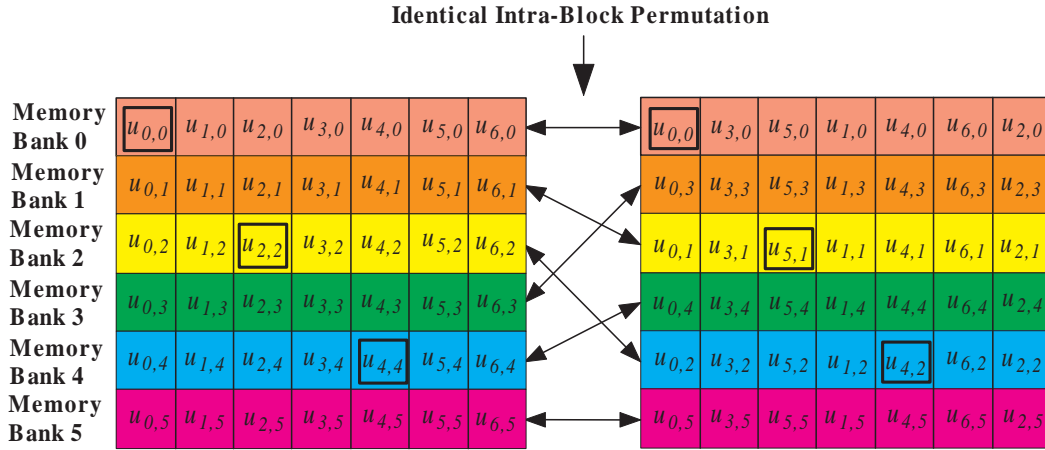 Identical Intra-Block Permutation
Memory Bank 0 u0,0 u1,0 u2,0 u3,0 u4,0 u5,0 u6,0 u0,0 u3,0 u5,0 u1,0 u4,0 u6,0 u2,0
Memory Bank 1 u0,1 u1,1 u2,1 u3,1 u4,1 u5,1 u6,1 u0,3 u3,3 u5,3 u1,3 u4,3 u6,3 u2,3
Memory Bank 2 u0,2 u1,2 u2,2 u3,2 u4,2 u5,2 u6,2 u0,1 u3,1 u5,1 u1,1 u4,1 u6,1 u2,1
Memory Bank 3 u0,3 u1,3 u2,3 u3,3 u4,3 u5,3 u6,3 u0,4 u3,4 u5,4 u1,4 u4,4 u6,4 u2,4
Memory Bank 4 u0,4 u1,4 u2,4 u3,4 u4,4 u5,4 u6,4 u0,2 u3,2 u5,2 u1,2 u4,2 u6,2 u2,2
Memory Bank 5 u0,5 u1,5 u2,5 u3,5 u4,5 u5,5 u6,5 u0,5 u3,5 u5,5 u1,5 u4,5 u6,5 u2,5